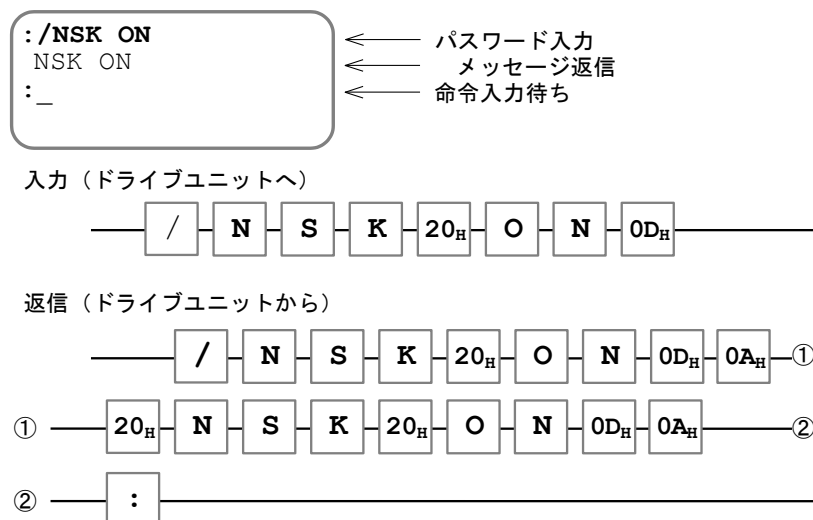 :/NSK ON
NSK ON
:_
パスワード入力
メッセージ返信
命令入力待ち
入力（ドライブユニットへ）
/ N S K 20H O N 0DH
返信（ドライブユニットから）
/ N S K 20H O N 0DH 0AH ①
① 20H N S K 20H O N 0DH 0AH ②
② :